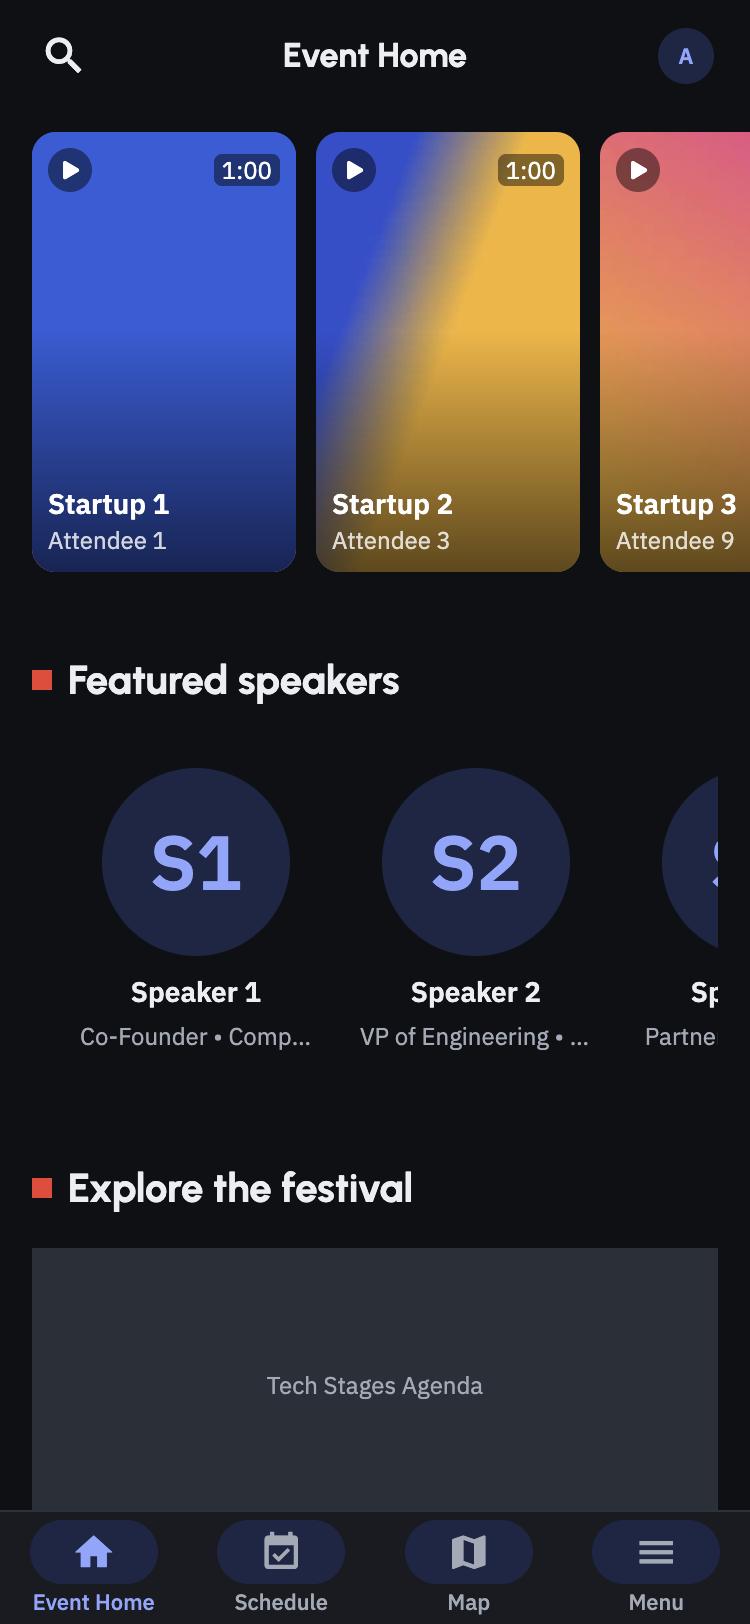 Event Home
A
1:00
1:00
Startup 1
Attendee 1
Startup 2
Attendee 3
Startup 3
Attendee 9
Featured speakers
S1
S2
Speaker 1
Speaker 2
Co-Founder • Comp...
VP of Engineering • ...
Explore the festival
Tech Stages Agenda
Event Home
Schedule
Map
Menu